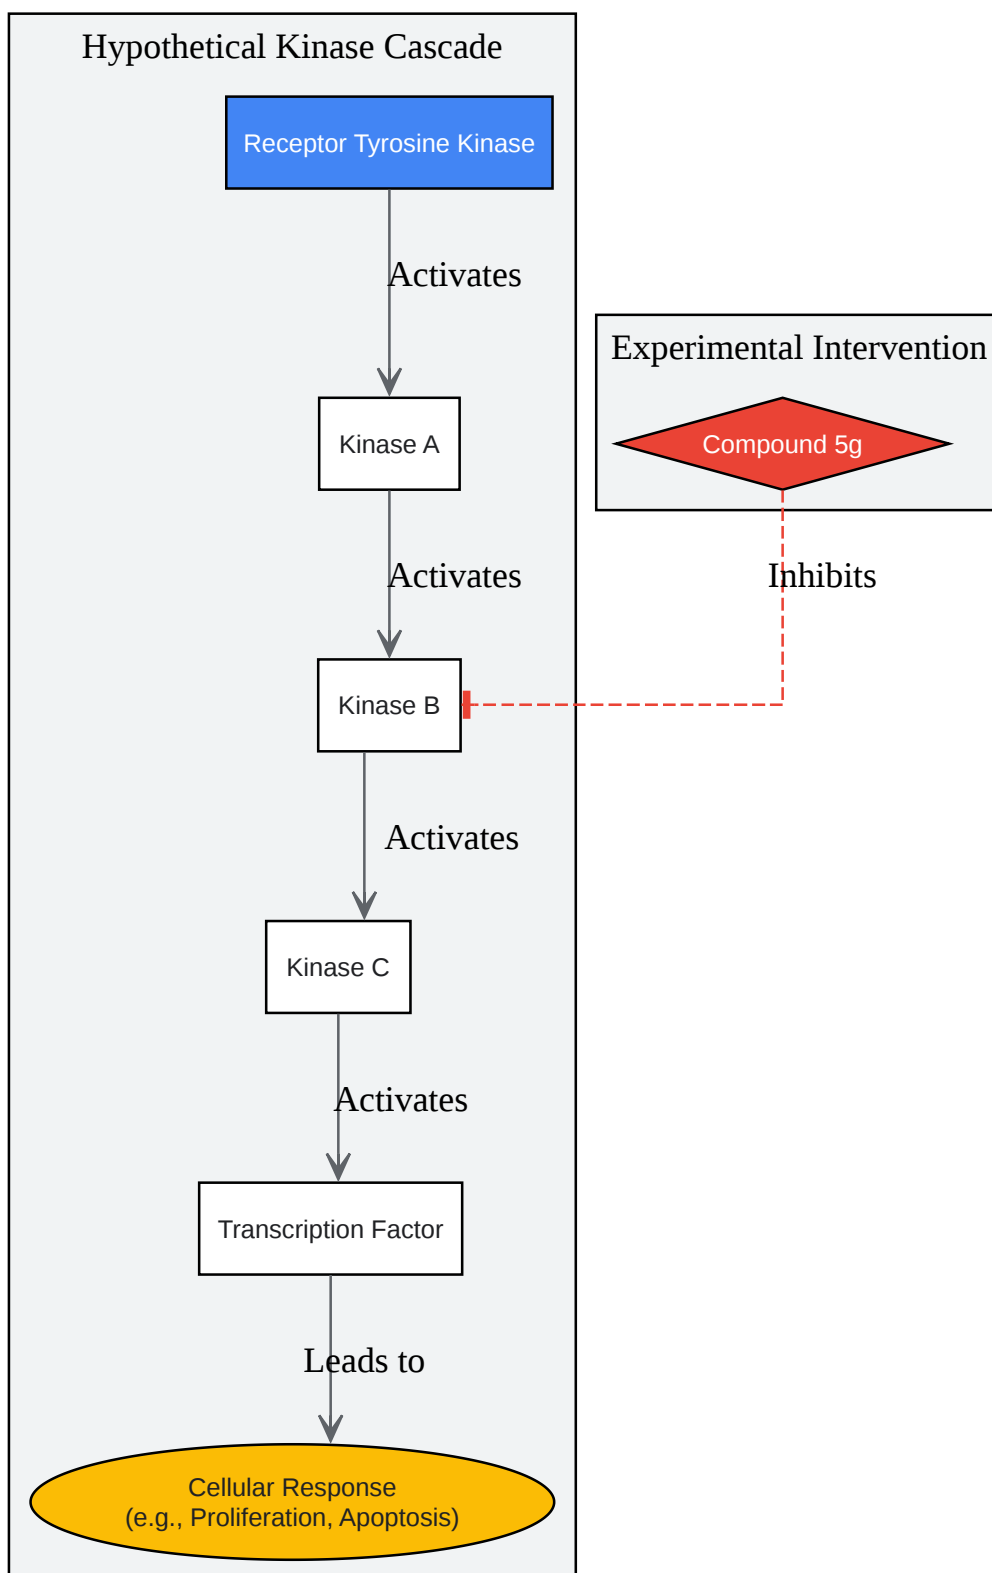 Hypothetical Kinase Cascade
Receptor Tyrosine Kinase
Activates
Experimental Intervention
Kinase A
Compound 5g
Activates
Inhibits
Kinase B
Activates
Kinase C
Activates
Transcription Factor
Leads to
Cellular Response
(e.g., Proliferation, Apoptosis)